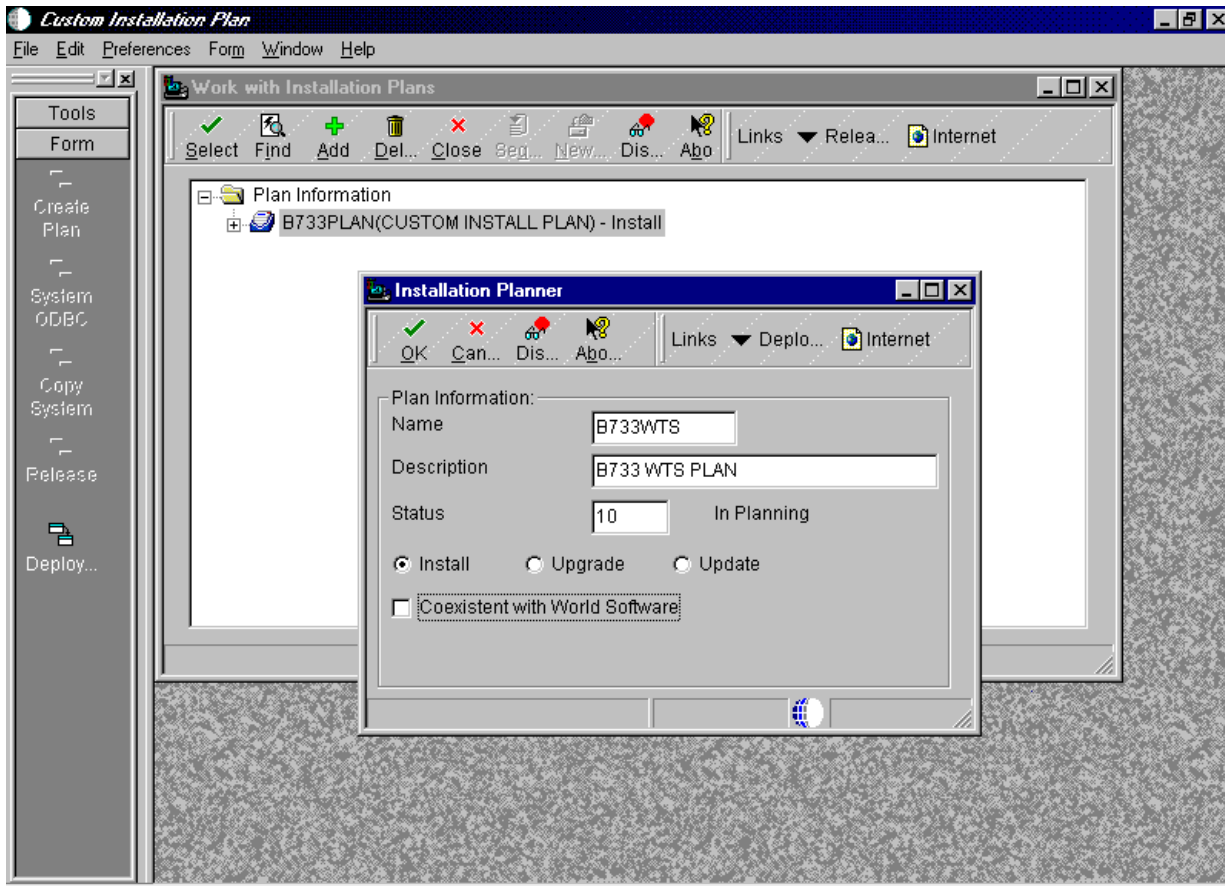 Custom Installation Plan
File Edit Preferences Form Window Help
Work with Installation Plans
Tools
Form
Select Find Add Del... Close Seq... New... Dis... Abo Links Relea... Internet
Create
Plan
System
ODBC
Copy
System
Release
Deploy...
Plan Information
B733PLAN(CUSTOM INSTALL PLAN) - Install
Installation Planner
OK Can... Dis... Abo... Links Deplo... Internet
Plan Information:
Name B733WTS
Description B733 WTS PLAN
Status 10 In Planning
Install Upgrade Update
Coexistent with World Software